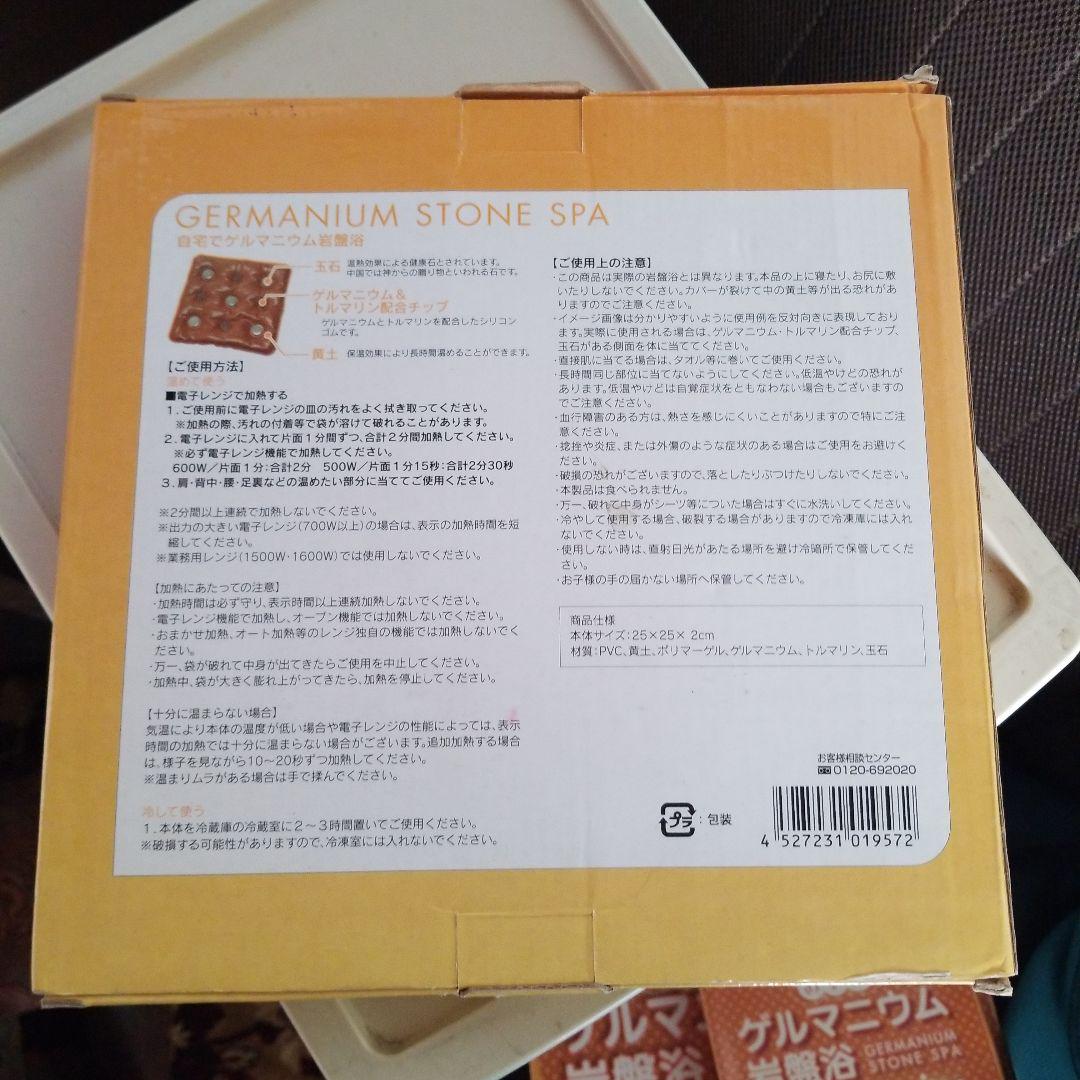 GERMANIUM STONE SPA
自宅でゲルマニウム岩盤浴
玉石 温熱効果による健康石とされています。
中国では神からの贈り物といわれる石です。
ゲルマニウム&
トルマリン配合チップ
ゲルマニウムとトルマリンを配合したシリコン
ゴムです。
黄土 保温効果により長時間温めることができます。
【ご使用方法】
温めて使う
■電子レンジで加熱する
1.ご使用前に電子レンジの皿の汚れをよく拭き取ってください。
※加熱の際、汚れの付着等で袋が溶けて破れることがあります。
2.電子レンジに入れて片面1分間ずつ、合計2分間加熱してください。
※必ず電子レンジ機能で加熱してください。
600W/片面1分:合計2分 500W/片面1分15秒:合計2分30秒
3.肩・背中・腰・足裏などの温めたい部分に当ててご使用ください。
※2分間以上連続で加熱しないでください。
※出力の大きい電子レンジ(700W以上)の場合は、表示の加熱時間を短
縮してください。
※業務用レンジ(1500W・1600W)では使用しないでください。
【加熱にあたっての注意】
・加熱時間は必ず守り、表示時間以上連続加熱しないでください。
・電子レンジ機能で加熱し、オーブン機能では加熱しないでください。
・おまかせ加熱、オート加熱等のレンジ独自の機能では加熱しないでく
ださい。
・万一、袋が破れて中身が出てきたらご使用を中止してください。
・加熱中、袋が大きく膨れ上がってきたら、加熱を停止してください。
【十分に温まらない場合】
気温により本体の温度が低い場合や電子レンジの性能によっては、表示
時間の加熱では十分に温まらない場合がございます。追加加熱する場合
は、様子を見ながら10〜20秒ずつ加熱してください。
※温まりムラがある場合は手で揉んでください。
冷して使う
1.本体を冷蔵庫の冷蔵室に2〜3時間置いてご使用ください。
※破損する可能性がありますので、冷凍室には入れないでください。
【ご使用上の注意】
・この商品は実際の岩盤浴とは異なります。本品の上に寝たり、お尻に敷
いたりしないでください。カバーが裂けて中の黄土等が出る恐れがあ
りますのでご注意ください。
・イメージ画像は分かりやすいように使用例を反対向きに表現しており
ます。実際に使用される場合は、ゲルマニウム・トルマリン配合チップ、
玉石がある側面を体に当ててください。
・直接肌に当てる場合は、タオル等に巻いてご使用ください。
・長時間同じ部位に当てないようにしてください。低温やけどの恐れが
あります。低温やけどは自覚症状をともなわない場合もございますの
でご注意ください。
・血行障害のある方は、熱さを感じにくいことがありますので特にご注
意ください。
・捻挫や炎症、または外傷のような症状のある場合はご使用をお避けく
ださい。
・破損の恐れがございますので、落としたりぶつけたりしないでください。
・本製品は食べられません。
・万一、破れて中身がシーツ等についた場合はすぐに水洗いしてください。
・冷やして使用する場合、破裂する場合がありますので冷凍庫には入れ
ないでください。
・使用しない時は、直射日光があたる場所を避け冷暗所で保管してくだ
さい。
・お子様の手の届かない場所へ保管してください。
商品仕様
本体サイズ:25×25×2cm
材質:PVC、黄土、ポリマーゲル、ゲルマニウム、トルマリン、玉石
お客様相談センター
0120-692020
プラ :包装
4 527231 019572
ゲルマ
岩盤浴
ゲルマニウム
岩盤浴 GERMANIUM
STONE SPA